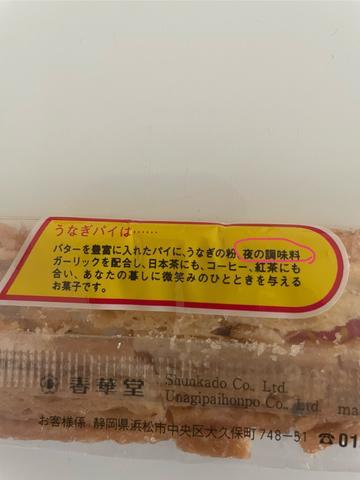 うなぎパイは……
バターを豊富に入れたパイに、うなぎの粉、夜の調味料
ガーリックを配合し、日本茶にも、コーヒー、紅茶にも
合い、あなたの暮しに微笑みのひとときを与える
お菓子です。
春華堂
Shunkado Co., Ltd.
Unagipaihonpo Co., Ltd
ma
お客様係 静岡県浜松市中央区大久保町748-51 ☎01